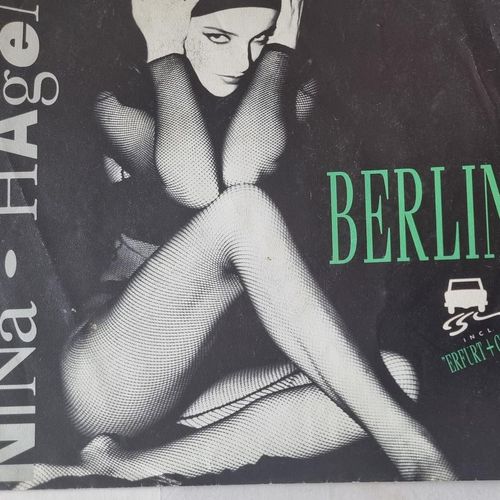 NiNa • HAgeN
BERLIN
INCL.
"ERFURT + G